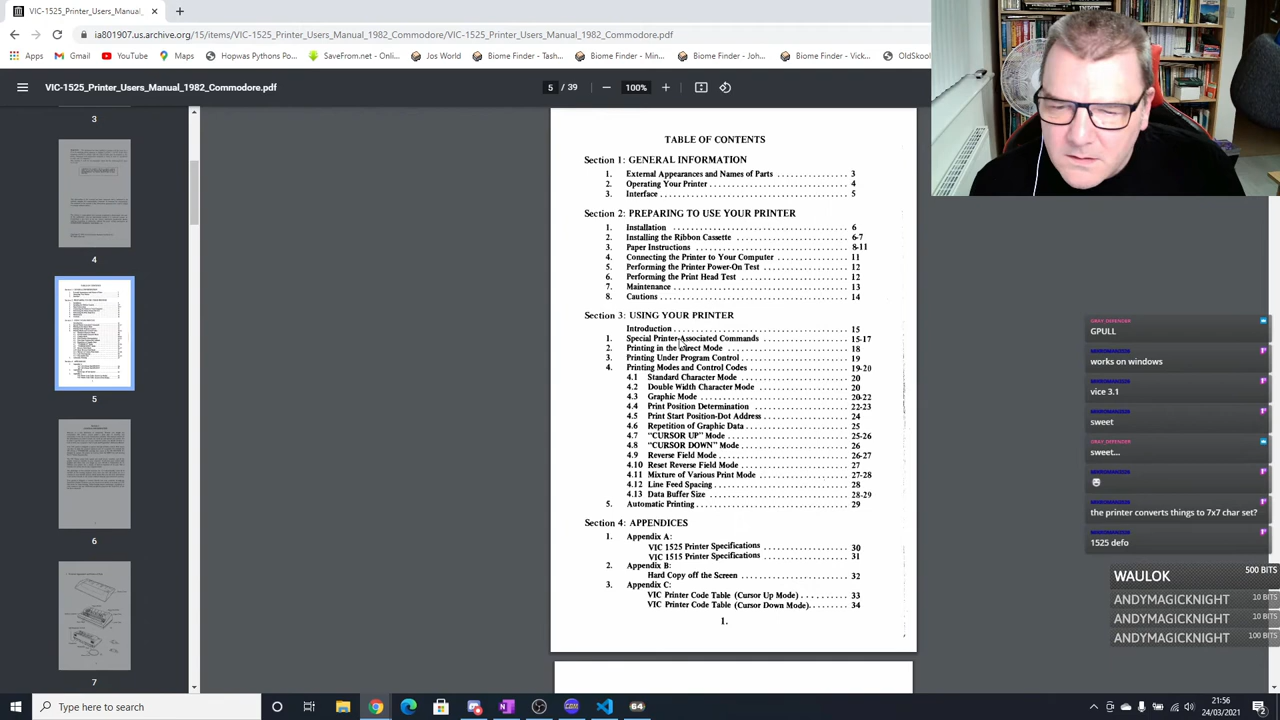 VIC-1525_Printer_Users_Manual
ia801907.us.archive.org/15/items/VIC-1525_Printer_Users_Manual_1982_Commodore/VIC-1525_Printer_Users_Manual_1982_Commodore.pdf
Apps
Gmail
YouTube
Maps
Hopwas Pythons -
SaveFrom.net - Onli...
Jos World
Biome Finder - Tash...
Biome Finder - Min...
Biome Finder - Joh...
Biome Finder - Vick...
OldSkool
VIC-1525_Printer_Users_Manual_1982_Commodore.pdf
5 / 39
100%
3
4
5
6
7
TABLE OF CONTENTS
Section 1: GENERAL INFORMATION
1. External Appearances and Names of Parts ............... 3
2. Operating Your Printer ............... 4
3. Interface ............... 5
Section 2: PREPARING TO USE YOUR PRINTER
1. Installation ............... 6
2. Installing the Ribbon Cassette ............... 6-7
3. Paper Instructions ............... 8-11
4. Connecting the Printer to Your Computer ............... 11
5. Performing the Printer Power-On Test ............... 12
6. Performing the Print Head Test ............... 12
7. Maintenance ............... 13
8. Cautions ............... 14
Section 3: USING YOUR PRINTER
Introduction ............... 15
1. Special Printer-Associated Commands ............... 15-17
2. Printing in the Direct Mode ............... 18
3. Printing Under Program Control ............... 19
4. Printing Modes and Control Codes ............... 19-20
4.1 Standard Character Mode ............... 20
4.2 Double Width Character Mode ............... 20
4.3 Graphic Mode ............... 20-22
4.4 Print Position Determination ............... 22-23
4.5 Print Start Position-Dot Address ............... 24
4.6 Repetition of Graphic Data ............... 25
4.7 “CURSOR UP” Mode ............... 25-26
4.8 “CURSOR DOWN” Mode ............... 26
4.9 Reverse Field Mode ............... 26-27
4.10 Reset Reverse Field Mode ............... 27
4.11 Mixture of Various Print Mode ............... 27-28
4.12 Line Feed Spacing ............... 28
4.13 Data Buffer Size ............... 28-29
5. Automatic Printing ............... 29
Section 4: APPENDICES
1. Appendix A:
VIC 1525 Printer Specifications ............... 30
VIC 1515 Printer Specifications ............... 31
2. Appendix B:
Hard Copy off the Screen ............... 32
3. Appendix C:
VIC Printer Code Table (Cursor Up Mode) ............... 33
VIC Printer Code Table (Cursor Down Mode) ............... 34
1.
GRAY_DEFENDER
GPULL
works on windows
vice 3.1
sweet
GRAY_DEFENDER
sweet...
the printer converts things to 7x7 char set?
1525 defo
WAULOK 500 BITS
ANDYMAGICKNIGHT 10 BITS
ANDYMAGICKNIGHT 10 BITS
ANDYMAGICKNIGHT 100 BITS
Type here to search
64
21:56
24/03/2021